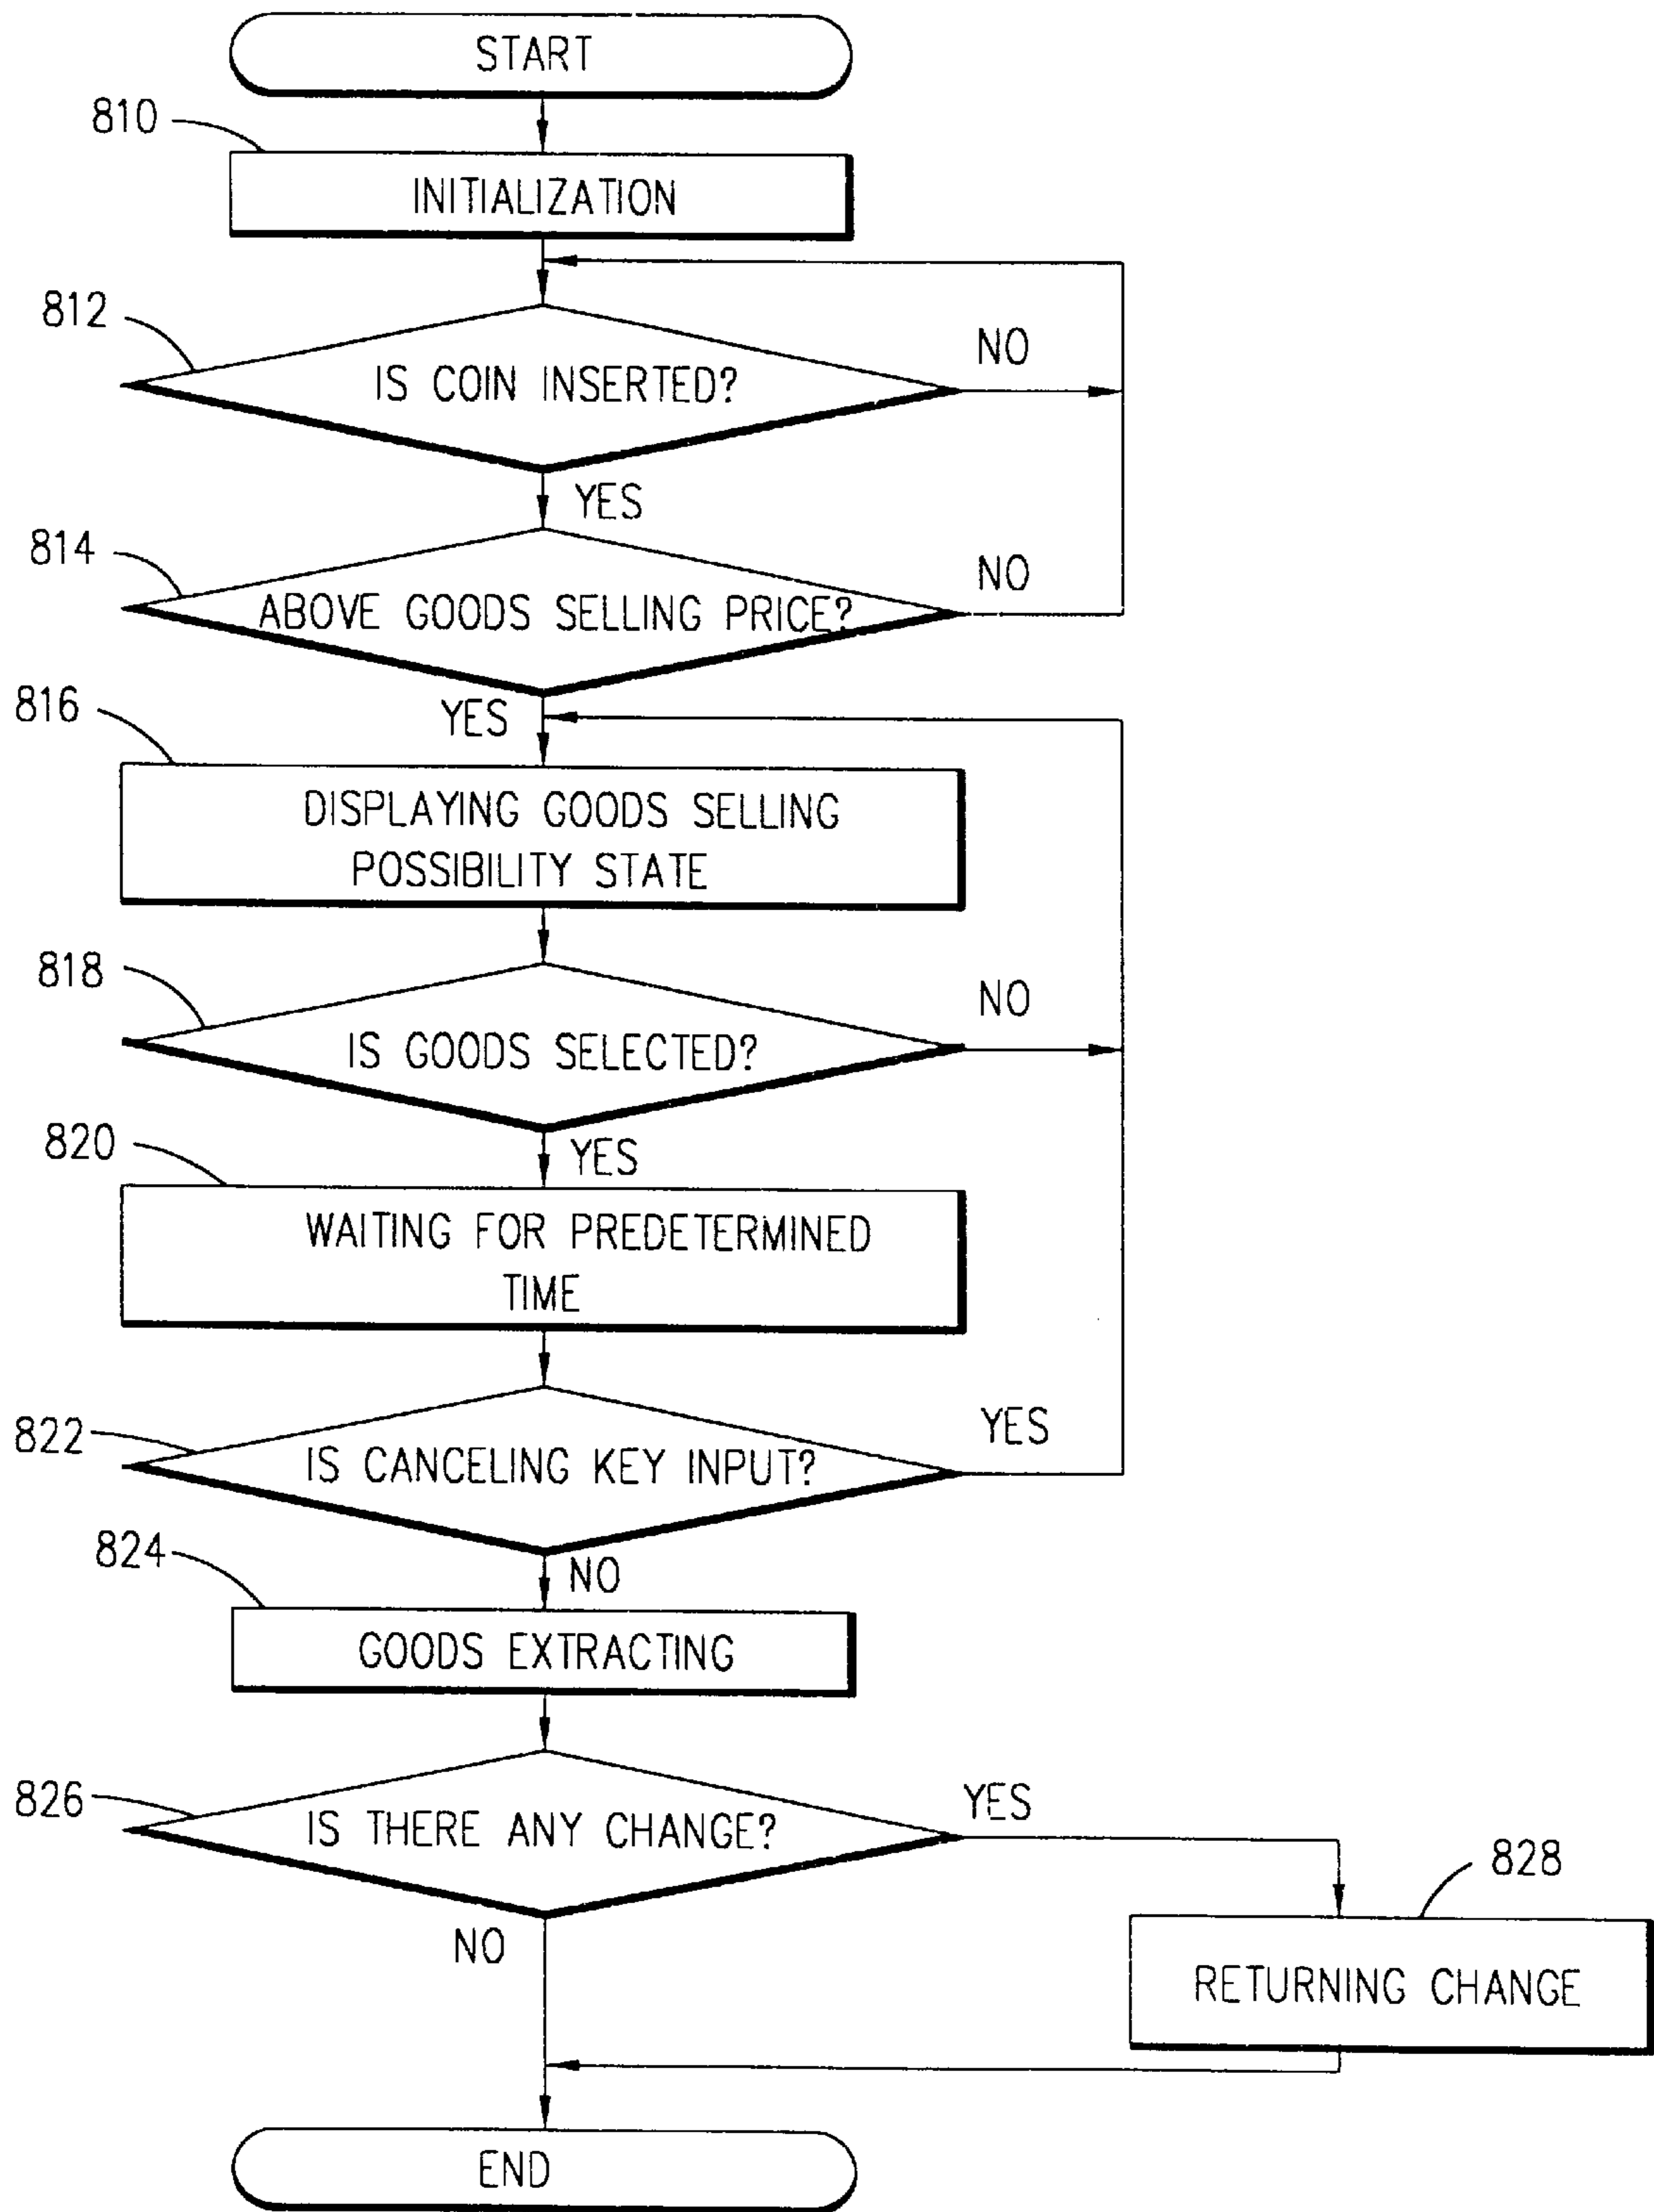 START
810
INITIALIZATION
812
IS COIN INSERTED?
NO
YES
814
ABOVE GOODS SELLING PRICE?
NO
816
YES
DISPLAYING GOODS SELLING
POSSIBILITY STATE
818
IS GOODS SELECTED?
NO
820
YES
WAITING FOR PREDETERMINED
TIME
822
IS CANCELING KEY INPUT?
YES
824
NO
GOODS EXTRACTING
826
IS THERE ANY CHANGE?
YES
828
NO
RETURNING CHANGE
END